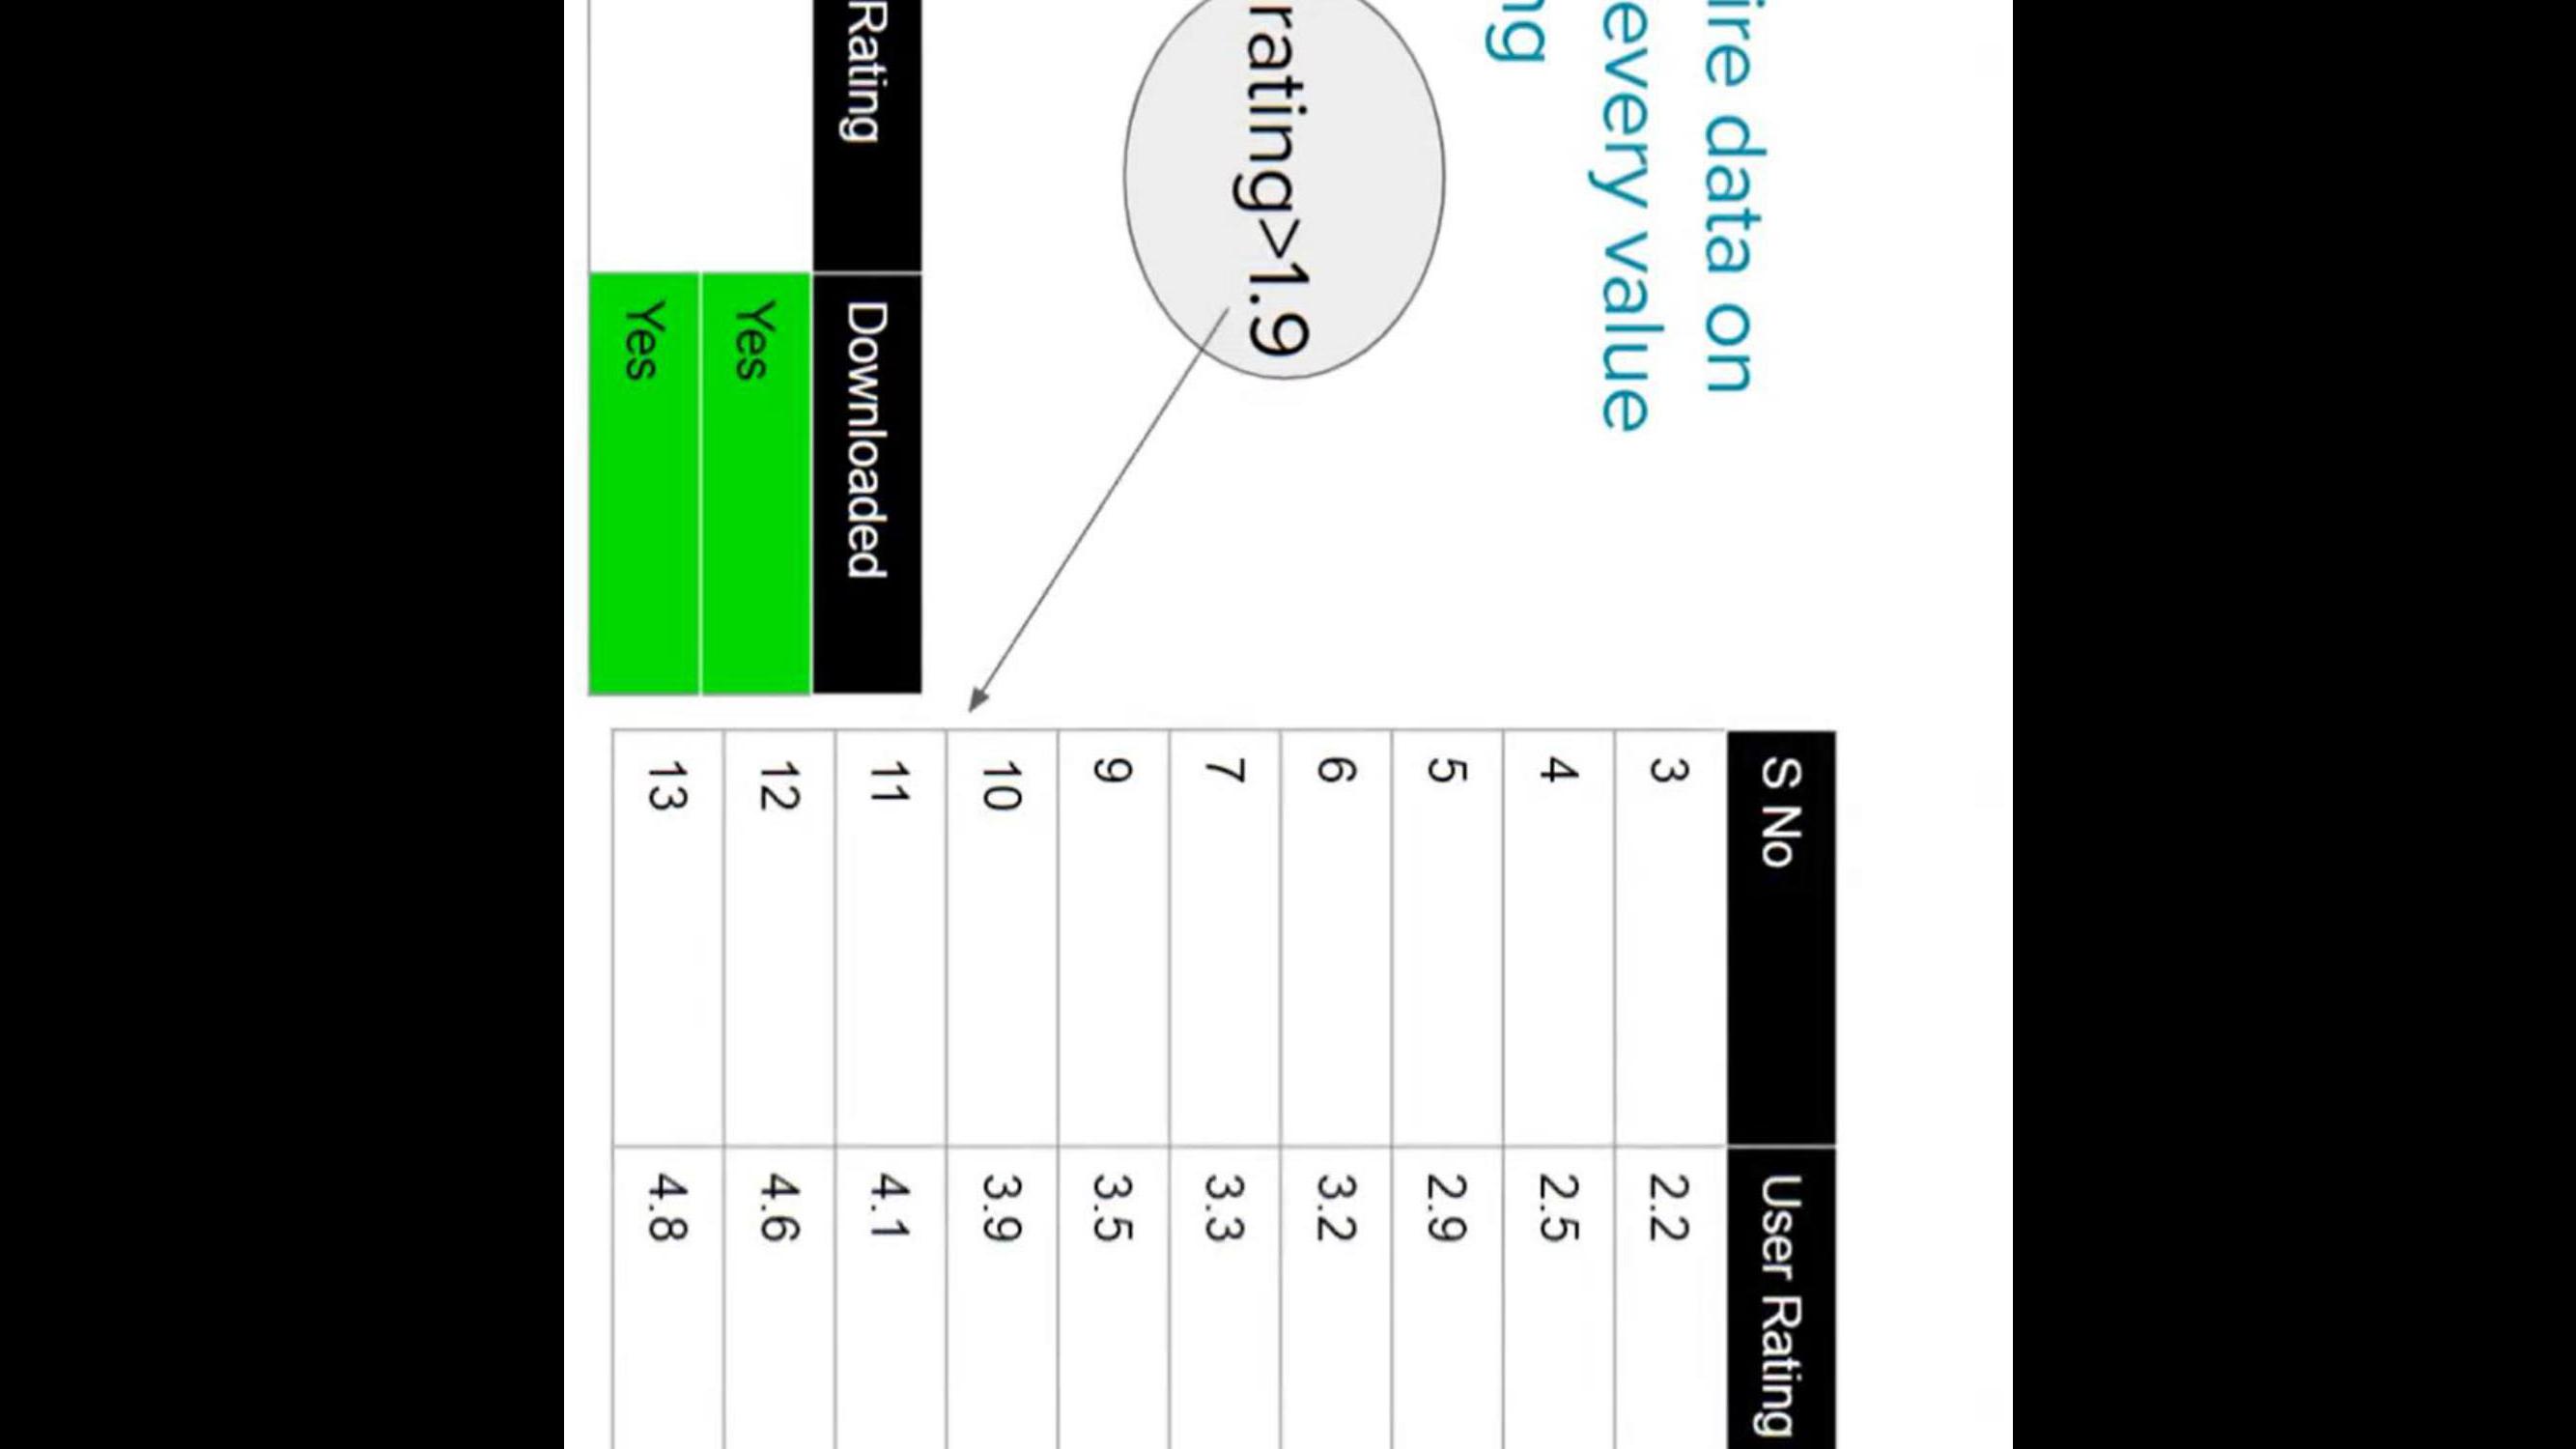 ire data on
every value
ng
rating>1.9
Rating Downloaded
Yes
Yes
S No User Rating
3 2.2
4 2.5
5 2.9
6 3.2
7 3.3
9 3.5
10 3.9
11 4.1
12 4.6
13 4.8